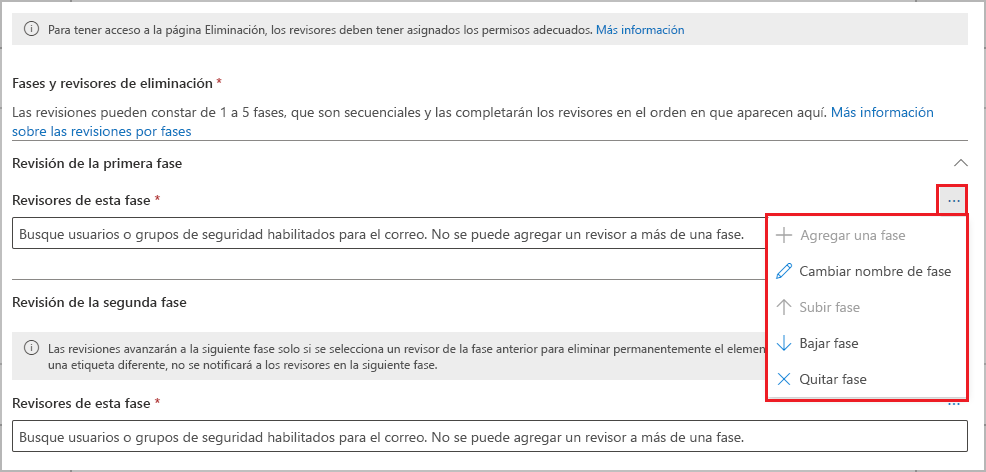 Para tener acceso a la página Eliminación, los revisores deben tener asignados los permisos adecuados. Más información
Fases y revisores de eliminación *
Las revisiones pueden constar de 1 a 5 fases, que son secuenciales y las completarán los revisores en el orden en que aparecen aquí. Más información
sobre las revisiones por fases
Revisión de la primera fase
Revisores de esta fase *
...
Busque usuarios o grupos de seguridad habilitados para el correo. No se puede agregar un revisor a más de una fase.
Agregar una fase
Cambiar nombre de fase
Subir fase
Bajar fase
Quitar fase
Revisión de la segunda fase
Las revisiones avanzarán a la siguiente fase solo si se selecciona un revisor de la fase anterior para eliminar permanentemente el elemen
una etiqueta diferente, no se notificará a los revisores en la siguiente fase.
Revisores de esta fase *
...
Busque usuarios o grupos de seguridad habilitados para el correo. No se puede agregar un revisor a más de una fase.